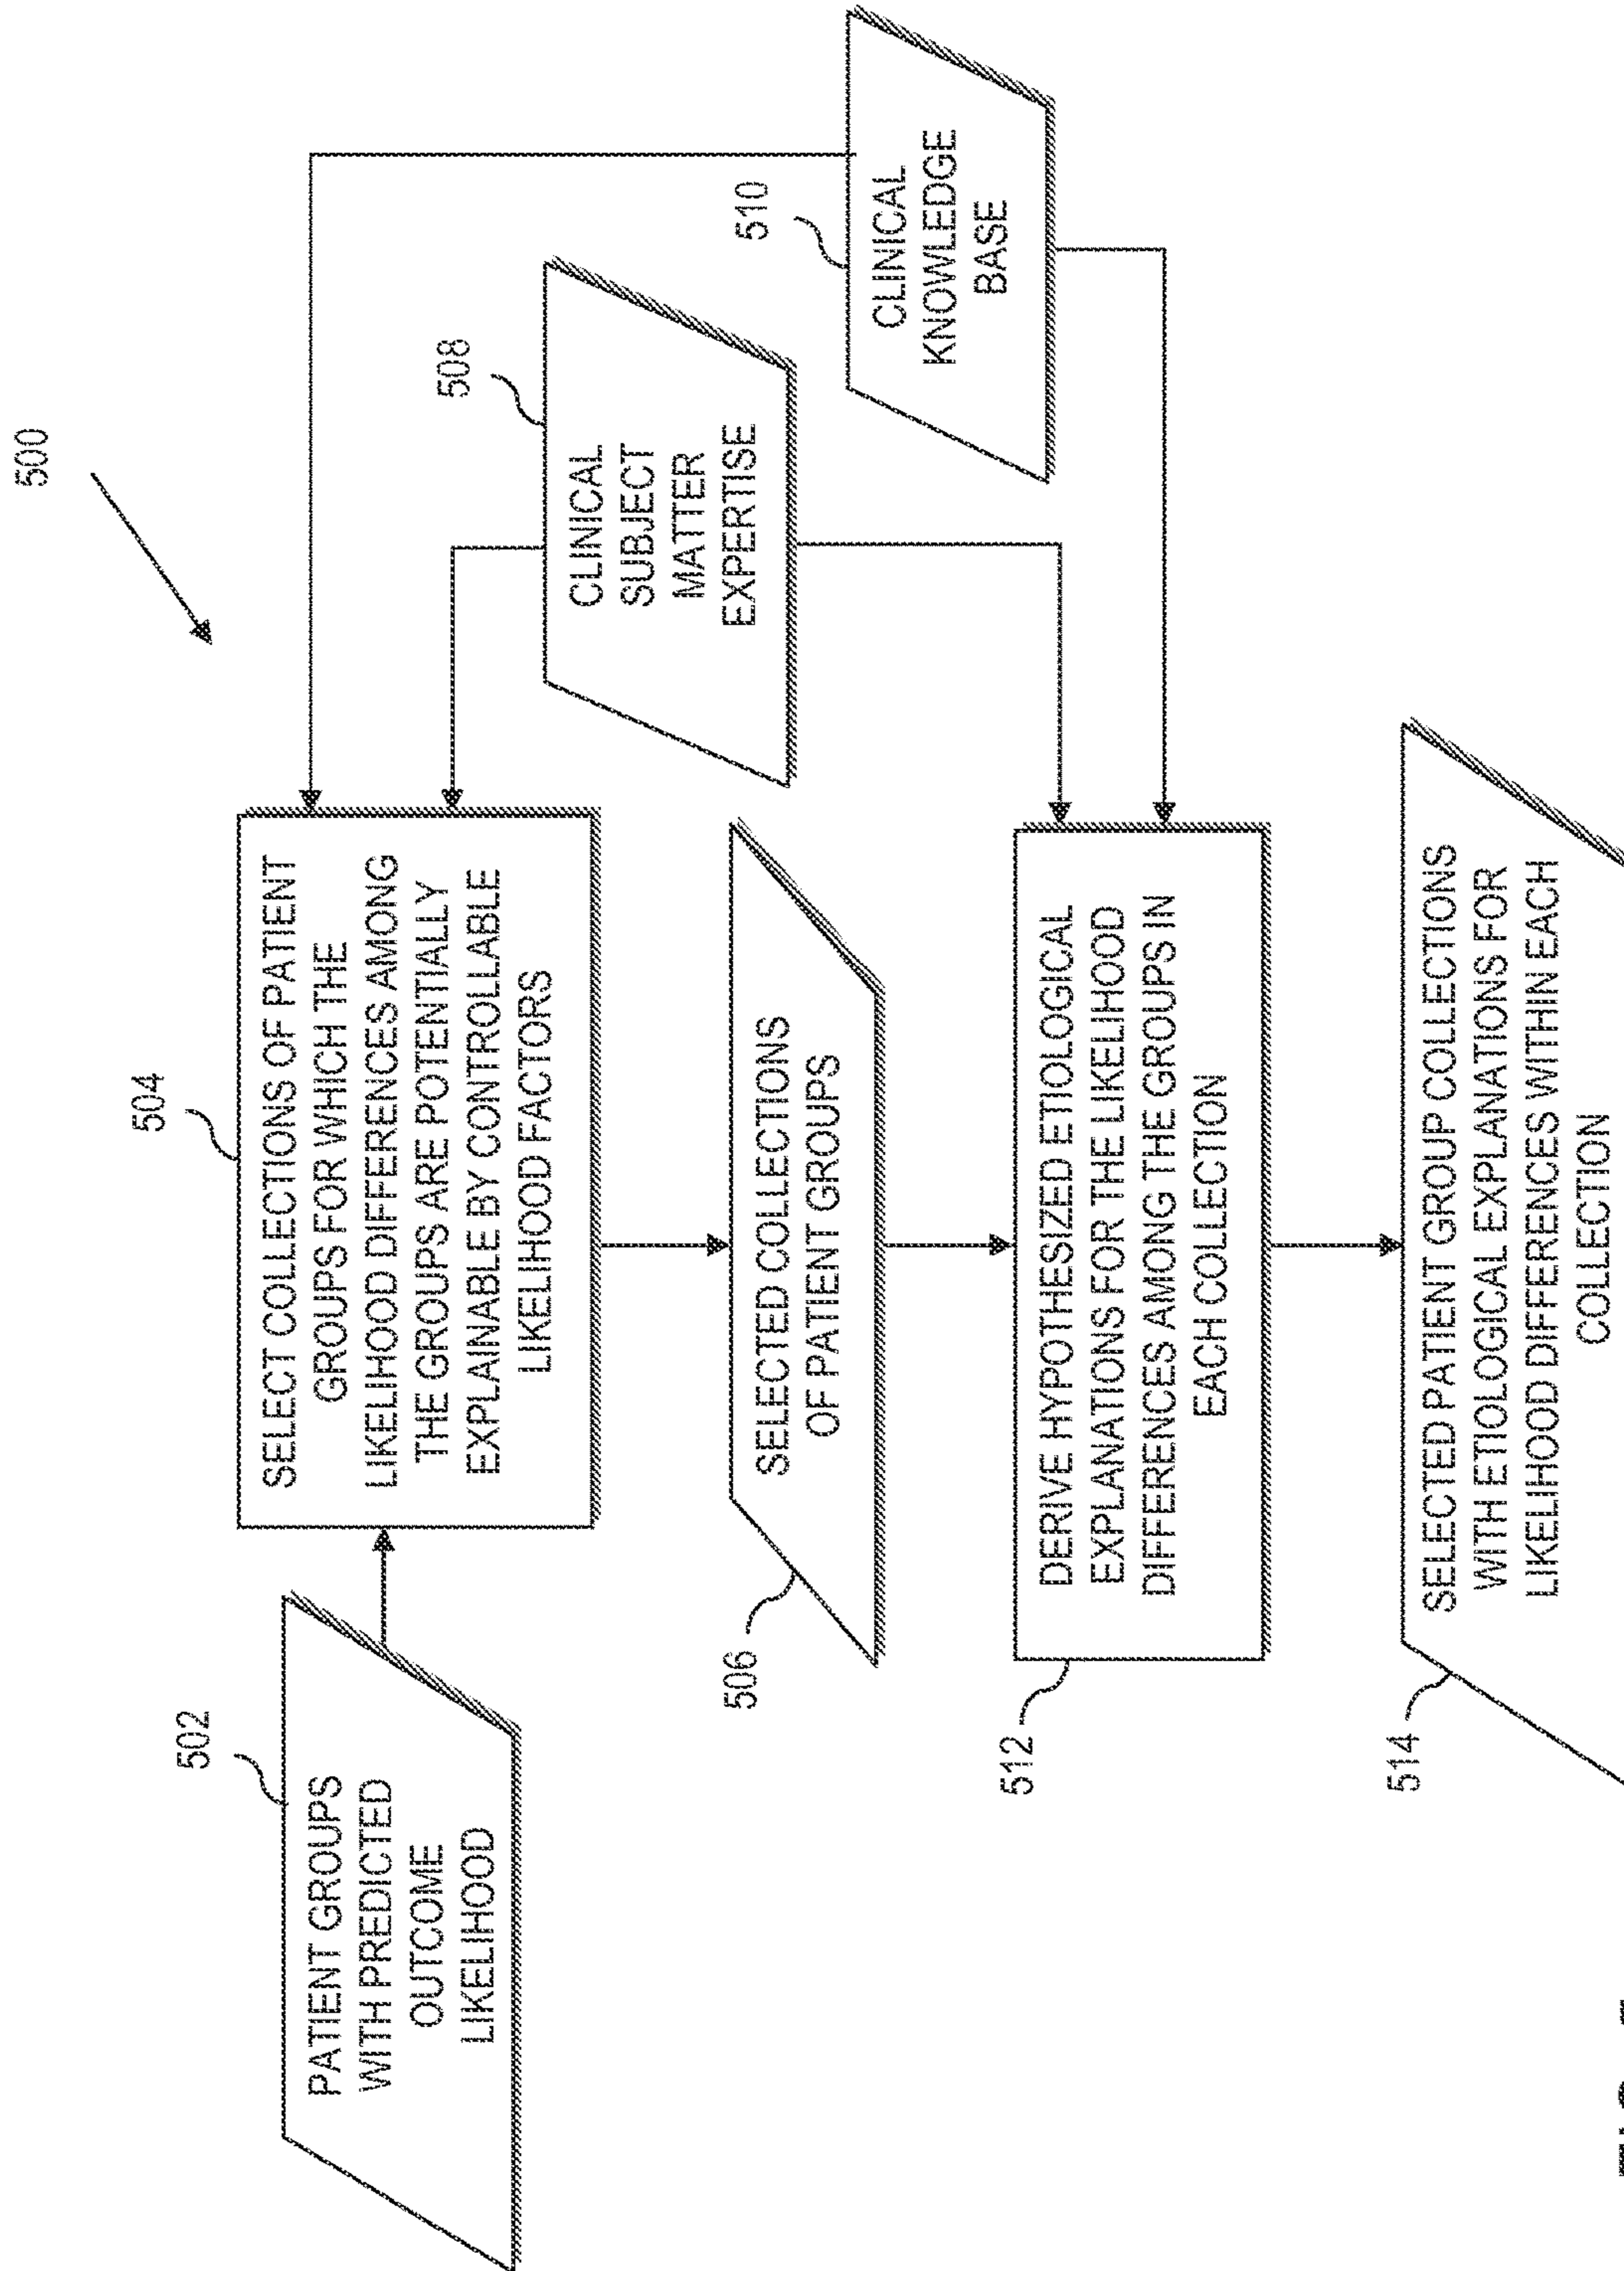 500
502
PATIENT GROUPS
WITH PREDICTED
OUTCOME
LIKELIHOOD
504
SELECT COLLECTIONS OF PATIENT
GROUPS FOR WHICH THE
LIKELIHOOD DIFFERENCES AMONG
THE GROUPS ARE POTENTIALLY
EXPLAINABLE BY CONTROLLABLE
LIKELIHOOD FACTORS
508
CLINICAL
SUBJECT
MATTER
EXPERTISE
510
CLINICAL
KNOWLEDGE
BASE
506
SELECTED COLLECTIONS
OF PATIENT GROUPS
512
DERIVE HYPOTHESIZED ETIOLOGICAL
EXPLANATIONS FOR THE LIKELIHOOD
DIFFERENCES AMONG THE GROUPS IN
EACH COLLECTION
514
SELECTED PATIENT GROUP COLLECTIONS
WITH ETIOLOGICAL EXPLANATIONS FOR
LIKELIHOOD DIFFERENCES WITHIN EACH
COLLECTION